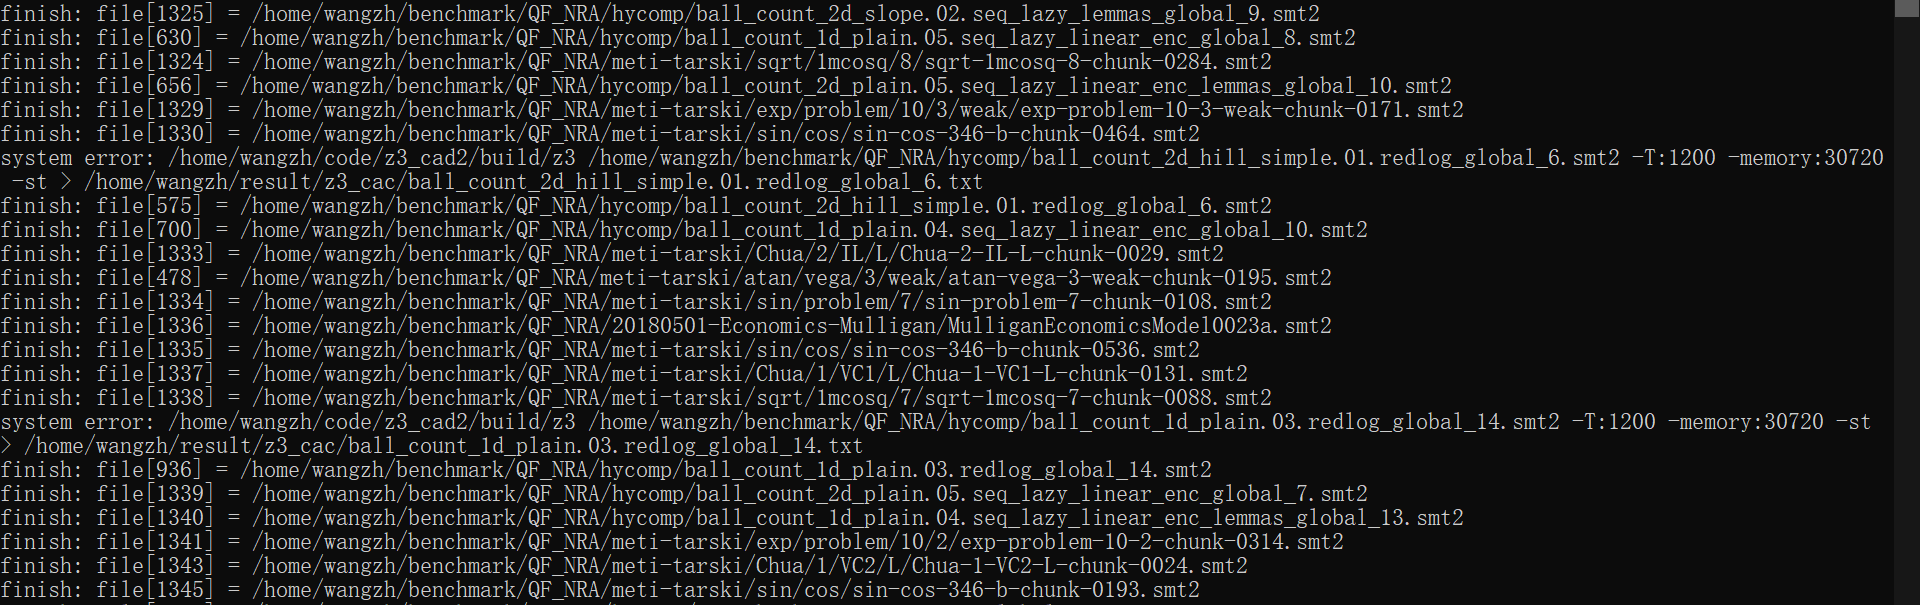 finish: file[1325] = /home/wangzh/benchmark/QF_NRA/hycomp/ball_count_2d_slope.02.seq_lazy_lemmas_global_9.smt2
finish: file[630] = /home/wangzh/benchmark/QF_NRA/hycomp/ball_count_1d_plain.05.seq_lazy_linear_enc_global_8.smt2
finish: file[1324] = /home/wangzh/benchmark/QF_NRA/meti-tarski/sqrt/1mcosq/8/sqrt-1mcosq-8-chunk-0284.smt2
finish: file[656] = /home/wangzh/benchmark/QF_NRA/hycomp/ball_count_2d_plain.05.seq_lazy_linear_enc_lemmas_global_10.smt2
finish: file[1329] = /home/wangzh/benchmark/QF_NRA/meti-tarski/exp/problem/10/3/weak/exp-problem-10-3-weak-chunk-0171.smt2
finish: file[1330] = /home/wangzh/benchmark/QF_NRA/meti-tarski/sin/cos/sin-cos-346-b-chunk-0464.smt2
system error: /home/wangzh/code/z3_cad2/build/z3 /home/wangzh/benchmark/QF_NRA/hycomp/ball_count_2d_hill_simple.01.redlog_global_6.smt2 -T:1200 -memory:30720
 -st > /home/wangzh/result/z3_cac/ball_count_2d_hill_simple.01.redlog_global_6.txt
finish: file[575] = /home/wangzh/benchmark/QF_NRA/hycomp/ball_count_2d_hill_simple.01.redlog_global_6.smt2
finish: file[700] = /home/wangzh/benchmark/QF_NRA/hycomp/ball_count_1d_plain.04.seq_lazy_linear_enc_global_10.smt2
finish: file[1333] = /home/wangzh/benchmark/QF_NRA/meti-tarski/Chua/2/IL/L/Chua-2-IL-L-chunk-0029.smt2
finish: file[478] = /home/wangzh/benchmark/QF_NRA/meti-tarski/atan/vega/3/weak/atan-vega-3-weak-chunk-0195.smt2
finish: file[1334] = /home/wangzh/benchmark/QF_NRA/meti-tarski/sin/problem/7/sin-problem-7-chunk-0108.smt2
finish: file[1336] = /home/wangzh/benchmark/QF_NRA/20180501-Economics-Mulligan/MulliganEconomicsModel0023a.smt2
finish: file[1335] = /home/wangzh/benchmark/QF_NRA/meti-tarski/sin/cos/sin-cos-346-b-chunk-0536.smt2
finish: file[1337] = /home/wangzh/benchmark/QF_NRA/meti-tarski/Chua/1/VC1/L/Chua-1-VC1-L-chunk-0131.smt2
finish: file[1338] = /home/wangzh/benchmark/QF_NRA/meti-tarski/sqrt/1mcosq/7/sqrt-1mcosq-7-chunk-0088.smt2
system error: /home/wangzh/code/z3_cad2/build/z3 /home/wangzh/benchmark/QF_NRA/hycomp/ball_count_1d_plain.03.redlog_global_14.smt2 -T:1200 -memory:30720 -st
> /home/wangzh/result/z3_cac/ball_count_1d_plain.03.redlog_global_14.txt
finish: file[936] = /home/wangzh/benchmark/QF_NRA/hycomp/ball_count_1d_plain.03.redlog_global_14.smt2
finish: file[1339] = /home/wangzh/benchmark/QF_NRA/hycomp/ball_count_2d_plain.05.seq_lazy_linear_enc_global_7.smt2
finish: file[1340] = /home/wangzh/benchmark/QF_NRA/hycomp/ball_count_1d_plain.04.seq_lazy_linear_enc_lemmas_global_13.smt2
finish: file[1341] = /home/wangzh/benchmark/QF_NRA/meti-tarski/exp/problem/10/2/exp-problem-10-2-chunk-0314.smt2
finish: file[1343] = /home/wangzh/benchmark/QF_NRA/meti-tarski/Chua/1/VC2/L/Chua-1-VC2-L-chunk-0024.smt2
finish: file[1345] = /home/wangzh/benchmark/QF_NRA/meti-tarski/sin/cos/sin-cos-346-b-chunk-0193.smt2